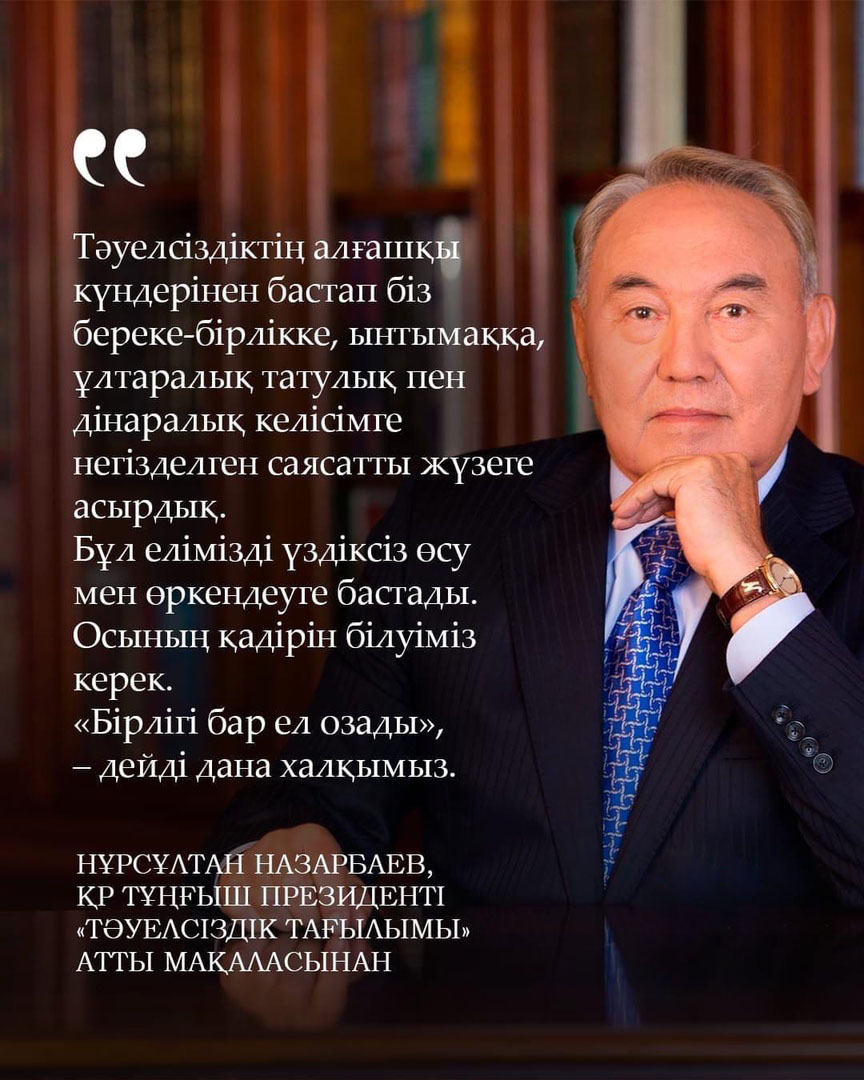 Тәуелсіздіктің алғашқы
күндерінен бастап біз
береке-бірлікке, ынтымаққа,
ұлтаралық татулық пен
дінаралық келісімге
негізделген саясатты жүзеге
асырдық.
Бұл елімізді үздіксіз өсу
мен өркендеуге бастады.
Осының қадірін білуіміз
керек.
«Бірлігі бар ел озады»,
– дейді дана халқымыз.
НҰРСҰЛТАН НАЗАРБАЕВ,
ҚР ТҰҢҒЫШ ПРЕЗИДЕНТІ
«ТӘУЕЛСІЗДІК ТАҒЫЛЫМЫ»
АТТЫ МАҚАЛАСЫНАН